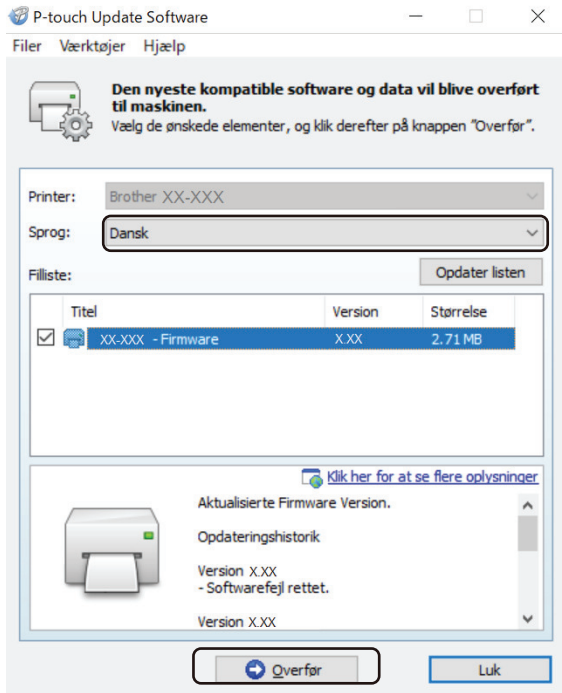 P-touch Update Software
Filer Værktøjer Hjælp
Den nyeste kompatible software og data vil blive overført
til maskinen.
Vælg de ønskede elementer, og klik derefter på knappen "Overfør".
Printer: Brother XX-XXX
Sprog: Dansk
Filliste: Opdater listen
Titel Version Størrelse
XX-XXX - Firmware X.XX 2.71 MB
Klik her for at se flere oplysninger
Aktualisierte Firmware Version.
Opdateringshistorik
Version X.XX
- Softwarefejl rettet.
Version X.XX
Overfør Luk